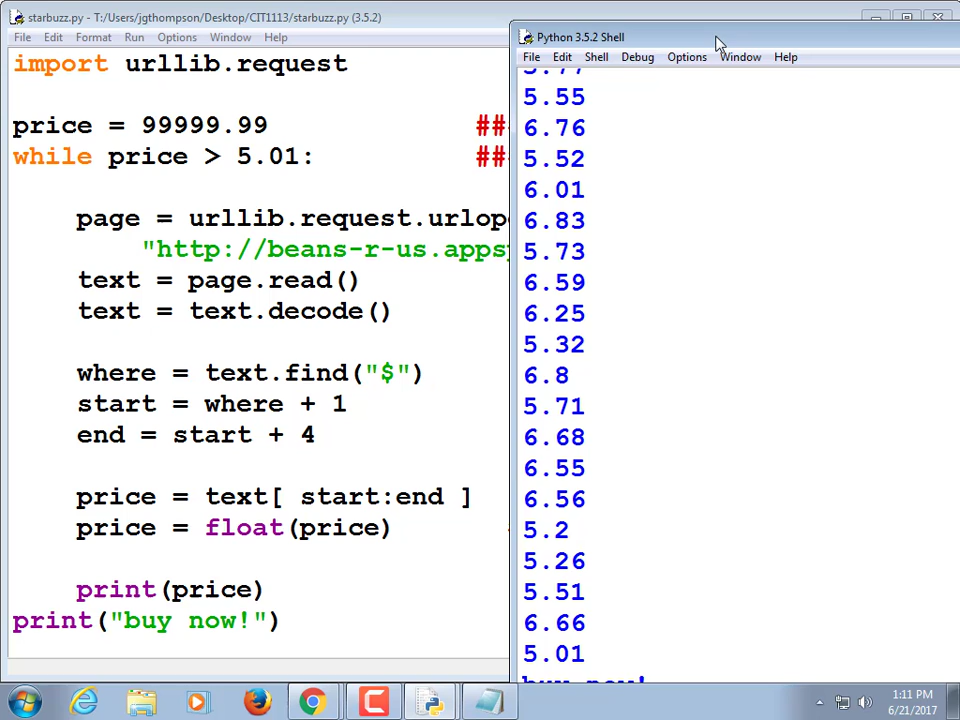 starbuzz.py - T:/Users/jgthompson/Desktop/CIT1113/starbuzz.py (3.5.2)
File Edit Format Run Options Window Help
import urllib.request
price = 99999.99 ##
while price > 5.01: ##
page = urllib.request.urlope
"http://beans-r-us.apps
text = page.read()
text = text.decode()
where = text.find("$")
start = where + 1
end = start + 4
price = text[ start:end ]
price = float(price)
print(price)
print("buy now!")
Python 3.5.2 Shell
File Edit Shell Debug Options Window Help
5.77
5.55
6.76
5.52
6.01
6.83
5.73
6.59
6.25
5.32
6.8
5.71
6.68
6.55
6.56
5.2
5.26
5.51
6.66
5.01
buy now!
1:11 PM
6/21/2017